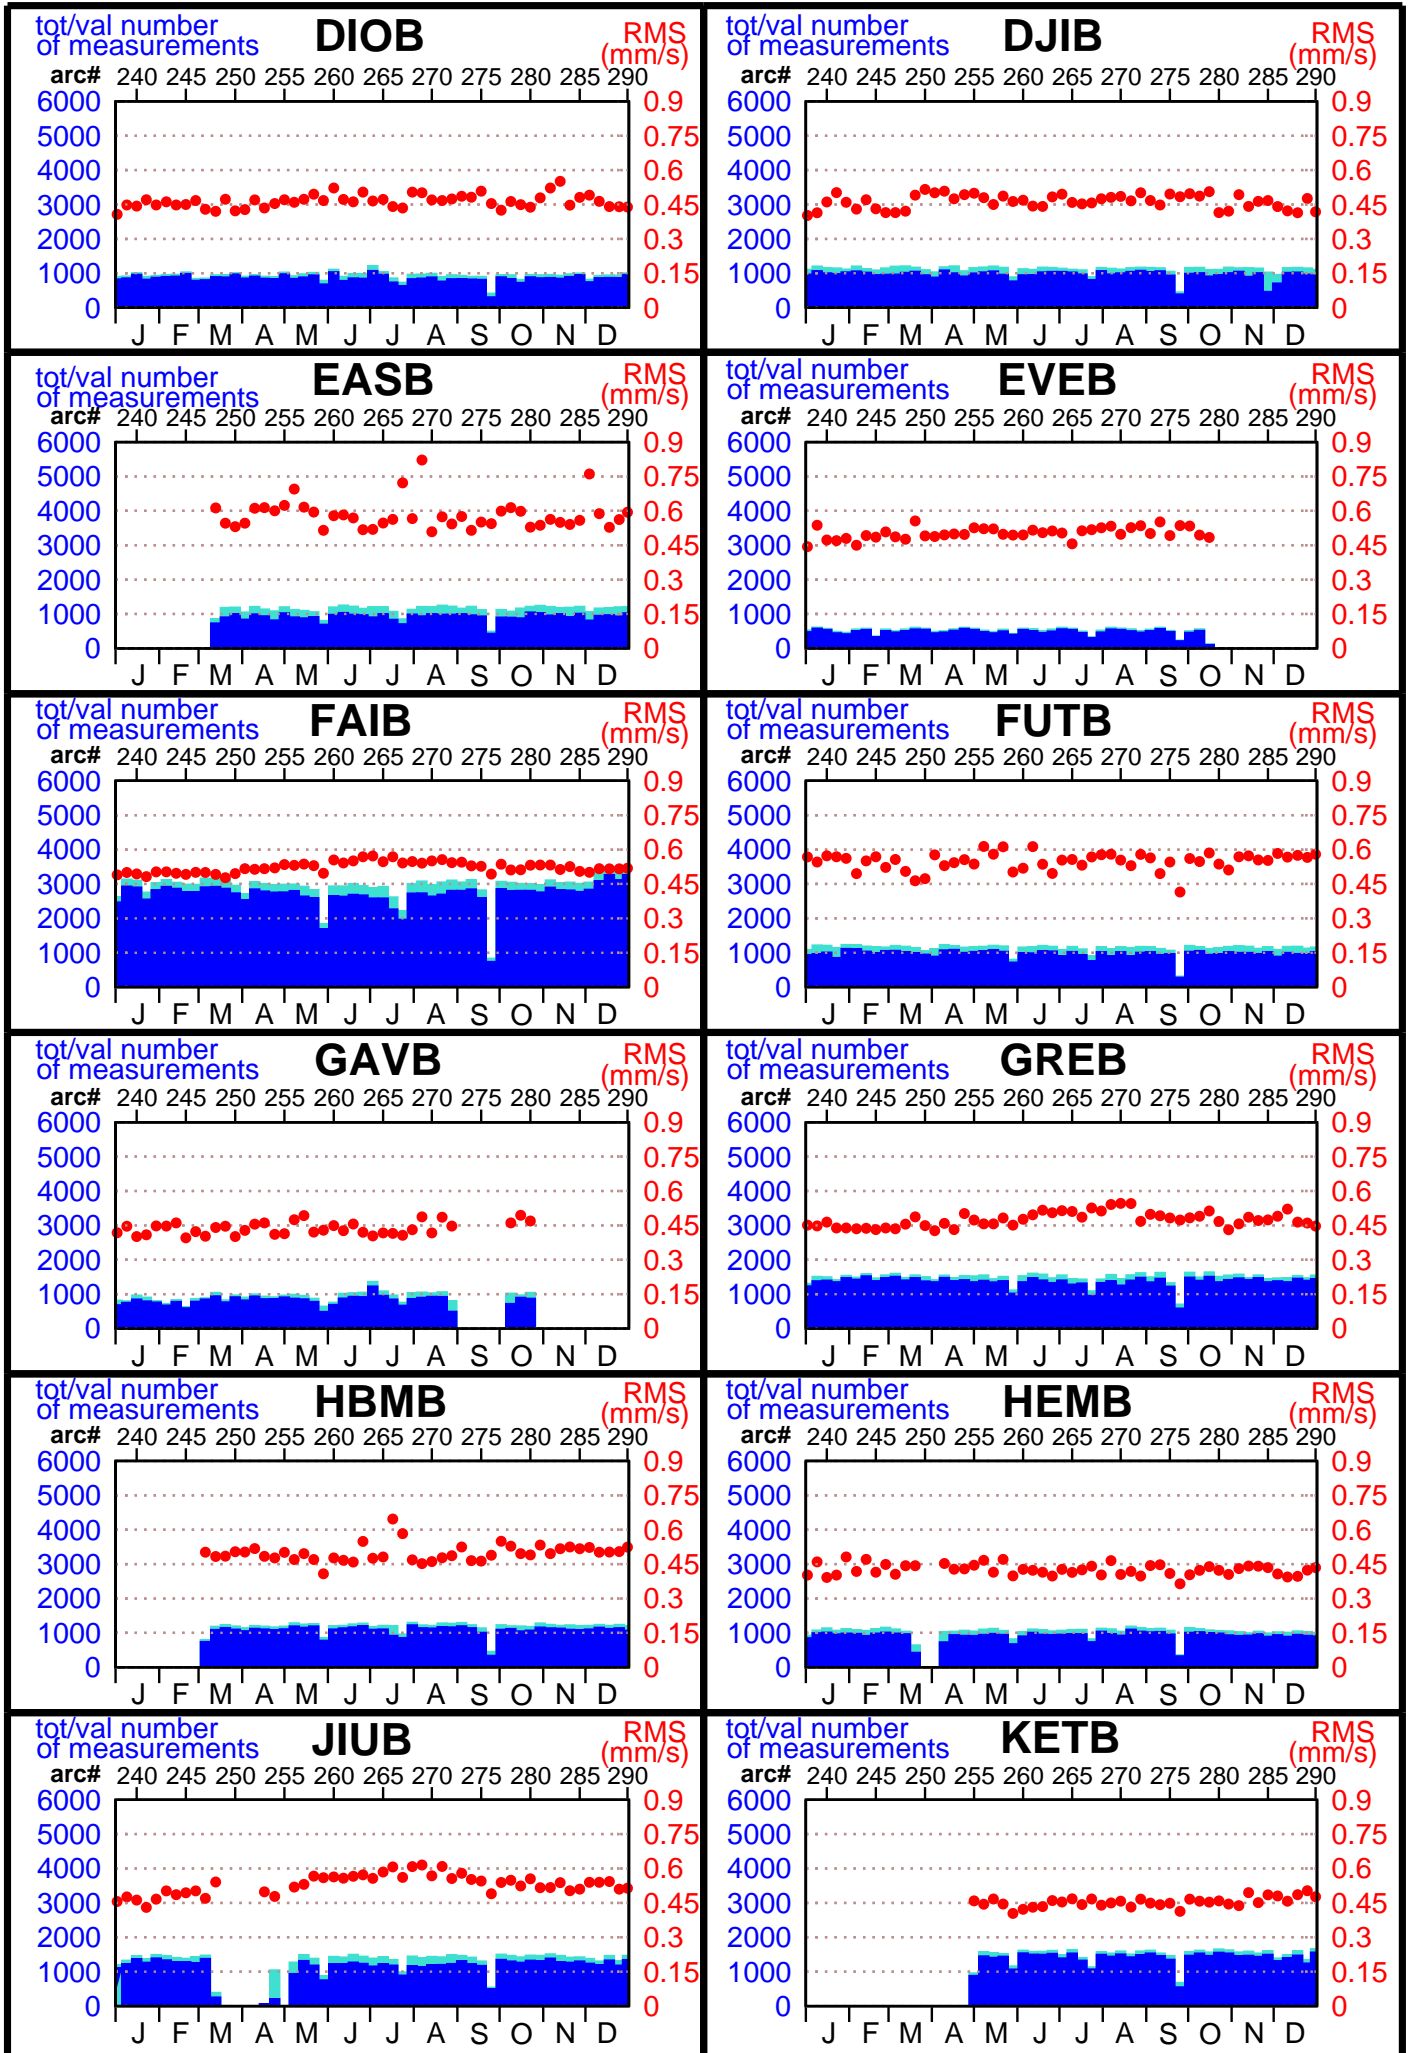 tot/val number of measurements DIOB RMS (mm/s)
arc# 240 245 250 255 260 265 270 275 280 285 290
6000 0.9
5000 0.75
4000 0.6
3000 0.45
2000 0.3
1000 0.15
0 0
J F M A M J J A S O N D
tot/val number of measurements DJIB RMS (mm/s)
arc# 240 245 250 255 260 265 270 275 280 285 290
6000 0.9
5000 0.75
4000 0.6
3000 0.45
2000 0.3
1000 0.15
0 0
J F M A M J J A S O N D
tot/val number of measurements EASB RMS (mm/s)
arc# 240 245 250 255 260 265 270 275 280 285 290
6000 0.9
5000 0.75
4000 0.6
3000 0.45
2000 0.3
1000 0.15
0 0
J F M A M J J A S O N D
tot/val number of measurements EVEB RMS (mm/s)
arc# 240 245 250 255 260 265 270 275 280 285 290
6000 0.9
5000 0.75
4000 0.6
3000 0.45
2000 0.3
1000 0.15
0 0
J F M A M J J A S O N D
tot/val number of measurements FAIB RMS (mm/s)
arc# 240 245 250 255 260 265 270 275 280 285 290
6000 0.9
5000 0.75
4000 0.6
3000 0.45
2000 0.3
1000 0.15
0 0
J F M A M J J A S O N D
tot/val number of measurements FUTB RMS (mm/s)
arc# 240 245 250 255 260 265 270 275 280 285 290
6000 0.9
5000 0.75
4000 0.6
3000 0.45
2000 0.3
1000 0.15
0 0
J F M A M J J A S O N D
tot/val number of measurements GAVB RMS (mm/s)
arc# 240 245 250 255 260 265 270 275 280 285 290
6000 0.9
5000 0.75
4000 0.6
3000 0.45
2000 0.3
1000 0.15
0 0
J F M A M J J A S O N D
tot/val number of measurements GREB RMS (mm/s)
arc# 240 245 250 255 260 265 270 275 280 285 290
6000 0.9
5000 0.75
4000 0.6
3000 0.45
2000 0.3
1000 0.15
0 0
J F M A M J J A S O N D
tot/val number of measurements HBMB RMS (mm/s)
arc# 240 245 250 255 260 265 270 275 280 285 290
6000 0.9
5000 0.75
4000 0.6
3000 0.45
2000 0.3
1000 0.15
0 0
J F M A M J J A S O N D
tot/val number of measurements HEMB RMS (mm/s)
arc# 240 245 250 255 260 265 270 275 280 285 290
6000 0.9
5000 0.75
4000 0.6
3000 0.45
2000 0.3
1000 0.15
0 0
J F M A M J J A S O N D
tot/val number of measurements JIUB RMS (mm/s)
arc# 240 245 250 255 260 265 270 275 280 285 290
6000 0.9
5000 0.75
4000 0.6
3000 0.45
2000 0.3
1000 0.15
0 0
J F M A M J J A S O N D
tot/val number of measurements KETB RMS (mm/s)
arc# 240 245 250 255 260 265 270 275 280 285 290
6000 0.9
5000 0.75
4000 0.6
3000 0.45
2000 0.3
1000 0.15
0 0
J F M A M J J A S O N D